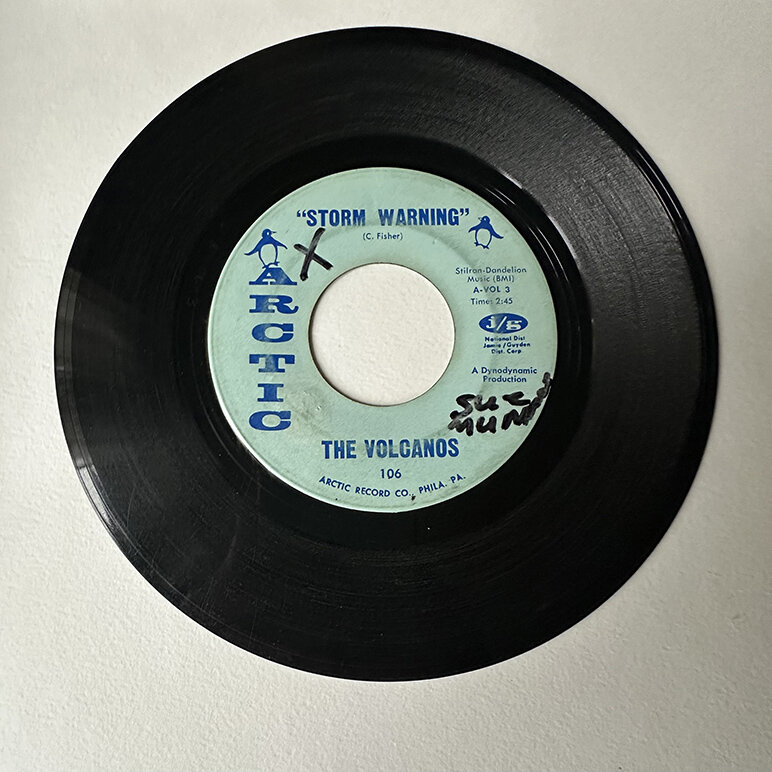 "STORM WARNING"
(C. Fisher)
X
ARCTIC
Stilran-Dandelion
Music (BMI)
A-VOL 3
Time: 2:45
j/g
National Dist
Jamie/Guyden
Dist. Corp
A Dynodynamic
Production
SUE
THE VOLCANOS
106
ARCTIC RECORD CO., PHILA. PA.